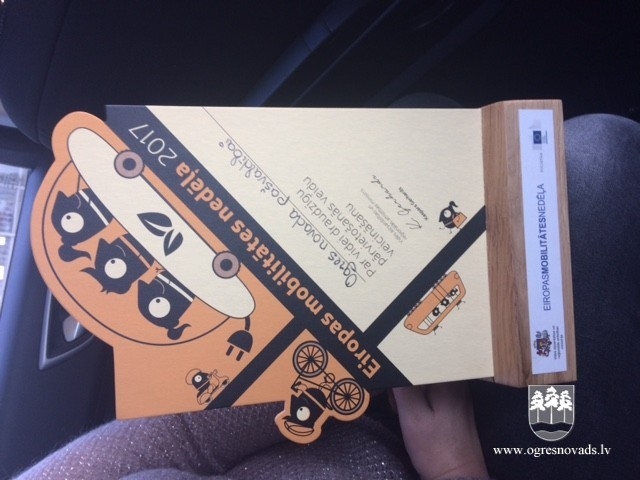 Eiropas mobilitātes nedēļa 2017
Ogres novada pašvaldībai
Par videi draudzīgu
pārvietošanās veidu
veicināšanu
EIROPASMOBILITĀTESNEDĒĻA
www.ogresnovads.lv